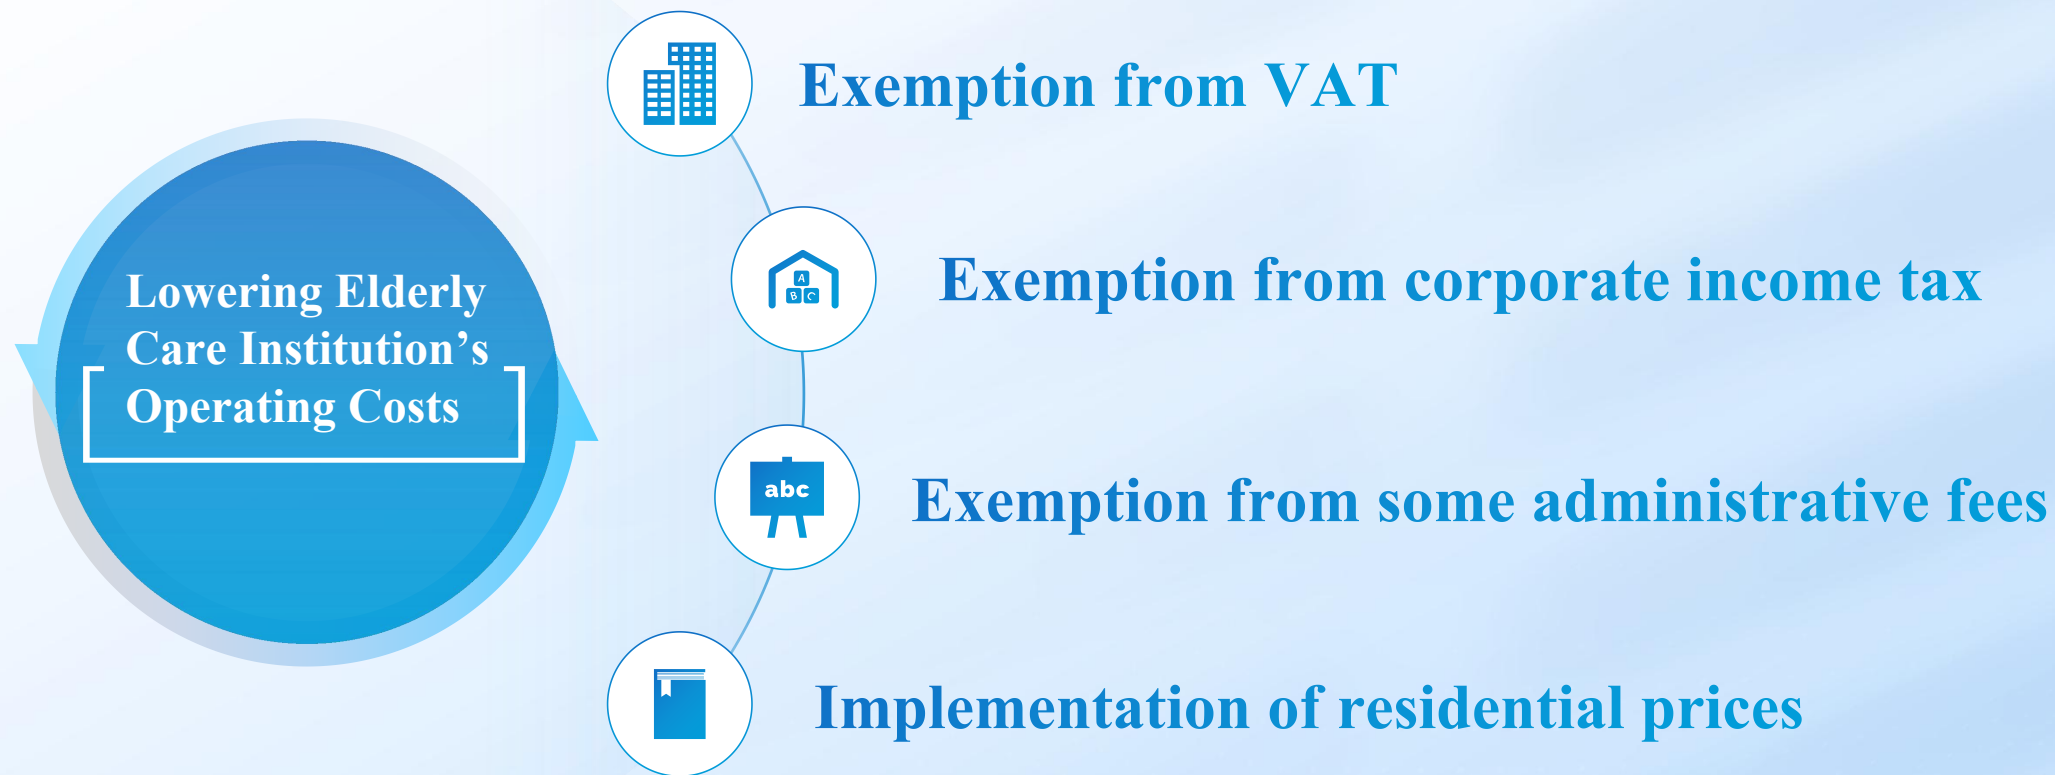 Lowering Elderly
Care Institution’s
Operating Costs
Exemption from VAT
A
B C
Exemption from corporate income tax
abc
Exemption from some administrative fees
Implementation of residential prices